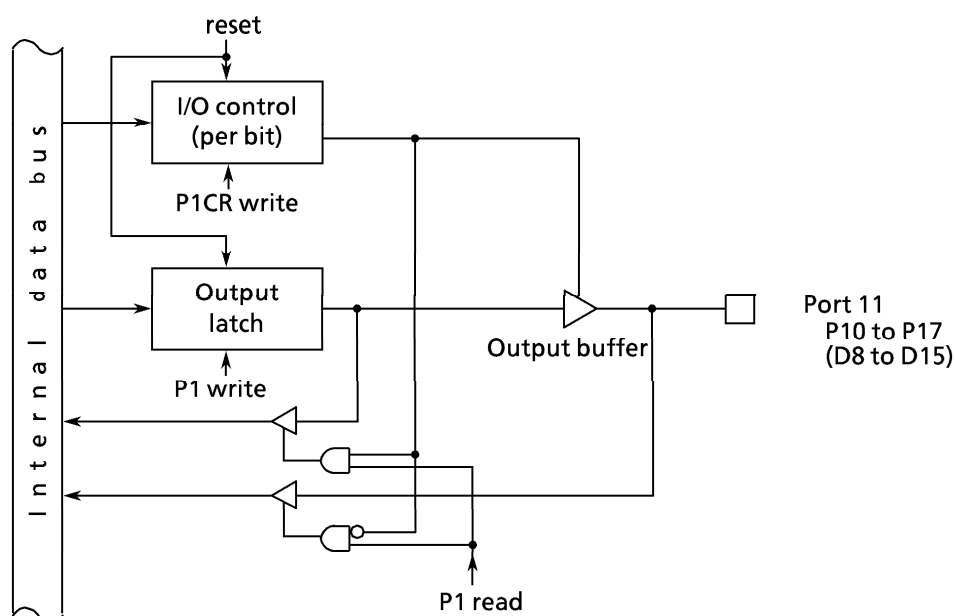 reset
I/O control
(per bit)
P1CR write
Internal data bus
Output
latch
P1 write
Output buffer
Port 11
P10 to P17
(D8 to D15)
P1 read